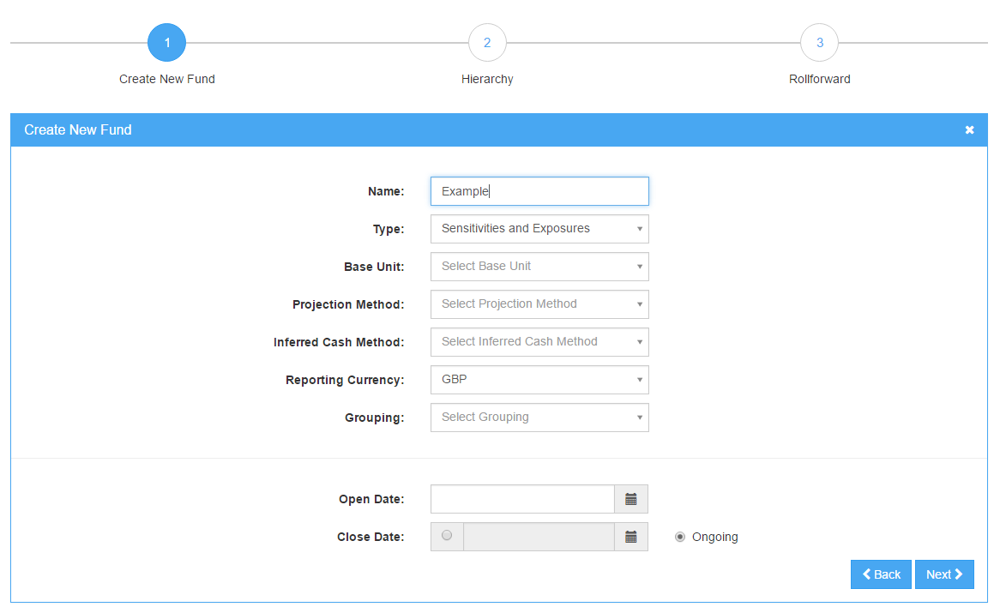 1 2 3
Create New Fund Hierarchy Rollforward
Create New Fund
Name: Example
Type: Sensitivities and Exposures
Base Unit: Select Base Unit
Projection Method: Select Projection Method
Inferred Cash Method: Select Inferred Cash Method
Reporting Currency: GBP
Grouping: Select Grouping
Open Date:
Close Date: Ongoing
Back Next